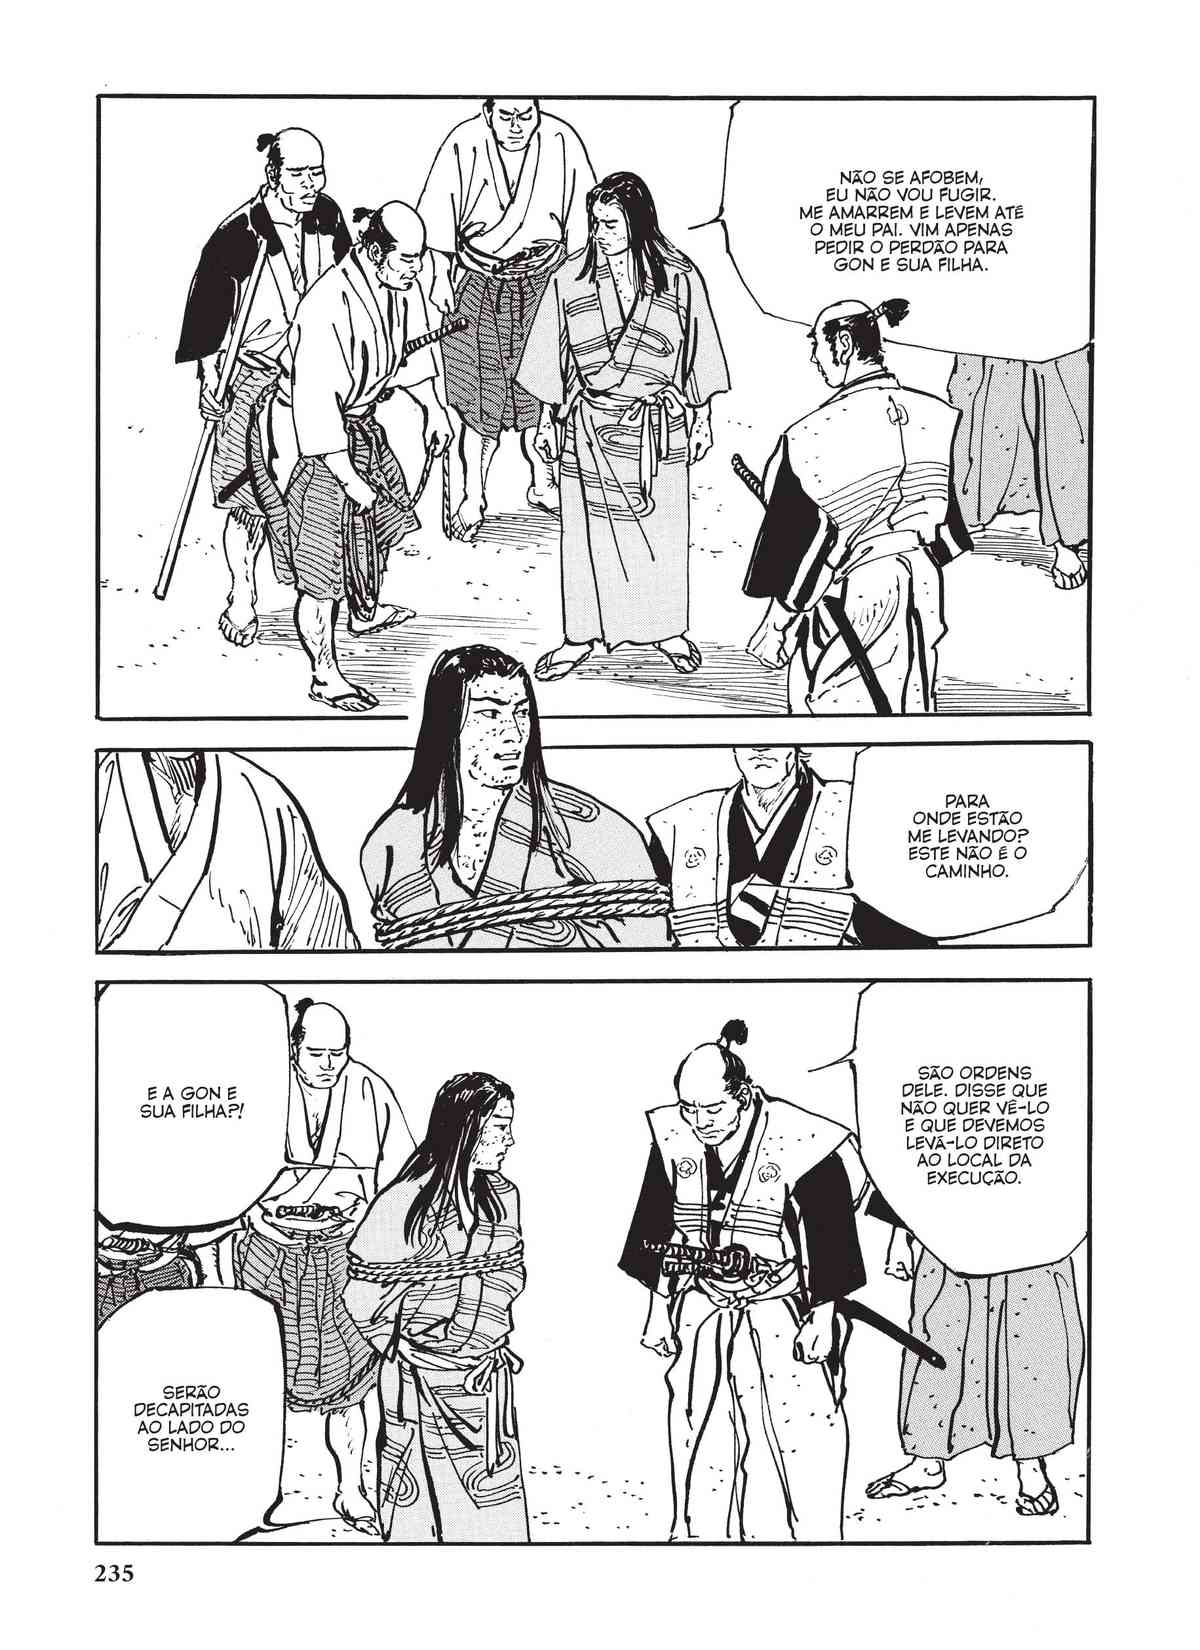 NÃO SE AFOBEM,
EU NÃO VOU FUGIR.
ME AMARREM E LEVEM ATÉ
O MEU PAI. VIM APENAS
PEDIR O PERDÃO PARA
GON E SUA FILHA.
PARA
ONDE ESTÃO
ME LEVANDO?
ESTE NÃO É O
CAMINHO.
SÃO ORDENS
DELE. DISSE QUE
NÃO QUER VÊ-LO
E QUE DEVEMOS
LEVÁ-LO DIRETO
AO LOCAL DA
EXECUÇÃO.
E A GON E
SUA FILHA?!
SERÃO
DECAPITADAS
AO LADO DO
SENHOR...
235